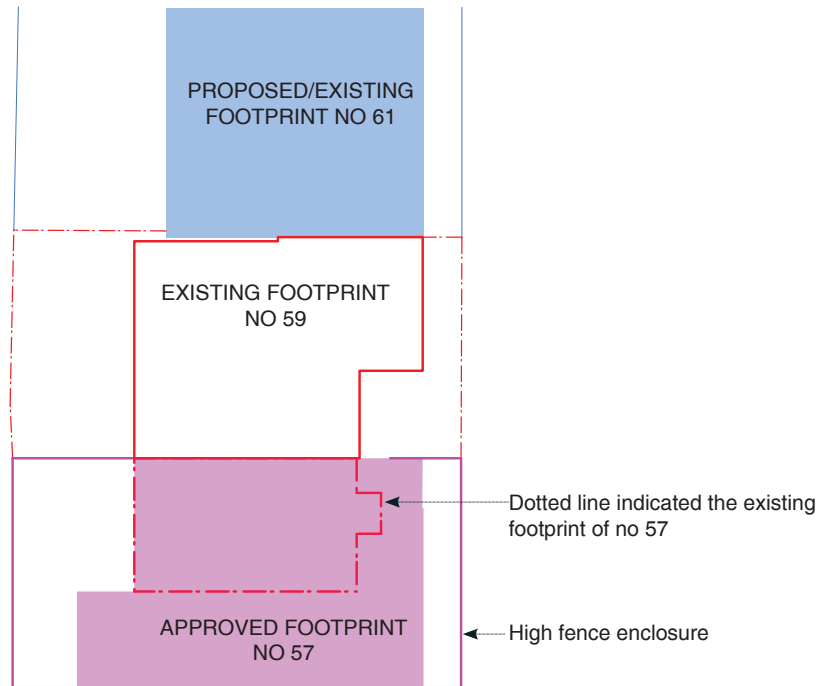 PROPOSED/EXISTING
FOOTPRINT NO 61
EXISTING FOOTPRINT
NO 59
Dotted line indicated the existing
footprint of no 57
APPROVED FOOTPRINT
NO 57
High fence enclosure